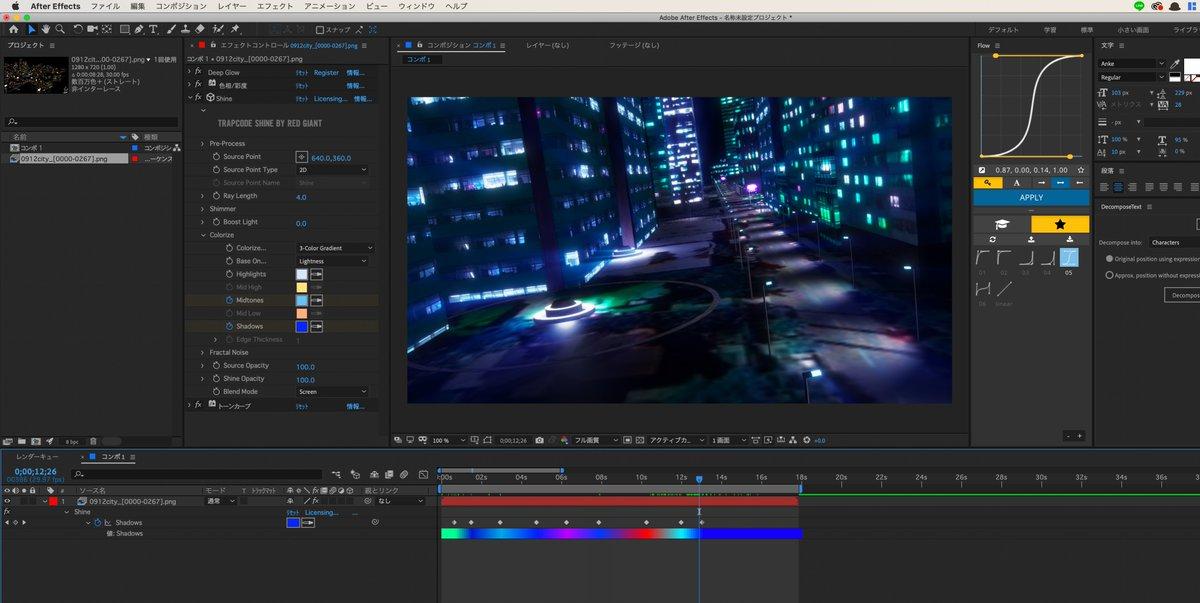 After Effects ファイル 編集 コンポジション レイヤー エフェクト アニメーション ビュー ウィンドウ ヘルプ
Adobe After Effects - 名称未設定プロジェクト *
スナップ
デフォルト 学習 標準 小さい画面 ライブラ
プロジェクト
0912cit...00-0267].png 1回使用
1280 x 720 (1.00)
Δ 0;00;08;28, 30.00 fps
数百万色+ (ストレート)
非インターレース
名前 種類
コンポ 1 コンポジシ
0912city_[0000-0267].png ...ーケンス
8 bpc
エフェクトコントロール 0912city_[0000-0267].png
コンポ 1 • 0912city_[0000-0267].png
fx Deep Glow ﾘｾｯﾄ Register 情報...
fx 色相/彩度 ﾘｾｯﾄ 情報...
fx Shine ﾘｾｯﾄ Licensing... 情報...
TRAPCODE SHINE BY RED GIANT
Pre-Process
Source Point 640.0,360.0
Source Point Type 2D
Source Point Name Shine
Ray Length 4.0
Shimmer
Boost Light 0.0
Colorize
Colorize... 3-Color Gradient
Base On... Lightness
Highlights
Mid High
Midtones
Mid Low
Shadows
Edge Thickness 1
Fractal Noise
Source Opacity 100.0
Shine Opacity 100.0
Blend Mode Screen
fx トーンカーブ ﾘｾｯﾄ 情報...
コンポジション コンポ 1 レイヤー (なし) フッテージ (なし)
コンポ 1
100 % 0;00;12;26 フル画質 アクティブカ... 1 画面 +0.0
Flow
0.87, 0.00, 0.14, 1.00
A
APPLY
01 02 03 04 05
06 linear
- +
文字
Anke
Regular
103 px 229 px
メトリクス 26
- px
100 % 95 %
10 px 0 %
段落
DecomposeText
Decompose into: Characters
Original position using expression
Approx. position without express
Decompos
レンダーキュー コンポ 1
0;00;12;26
00386 (29.97 fps)
# ソース名 モード T ﾄﾗｯｸﾏｯﾄ 親とリンク
1 0912city_[0000-0267].png 通常 なし
fx Shine ﾘｾｯﾄ Licensing... ...
Shadows
値: Shadows
:00s 02s 04s 06s 08s 10s 12s 14s 16s 18s 20s 22s 24s 26s 28s 30s 32s 34s 36s